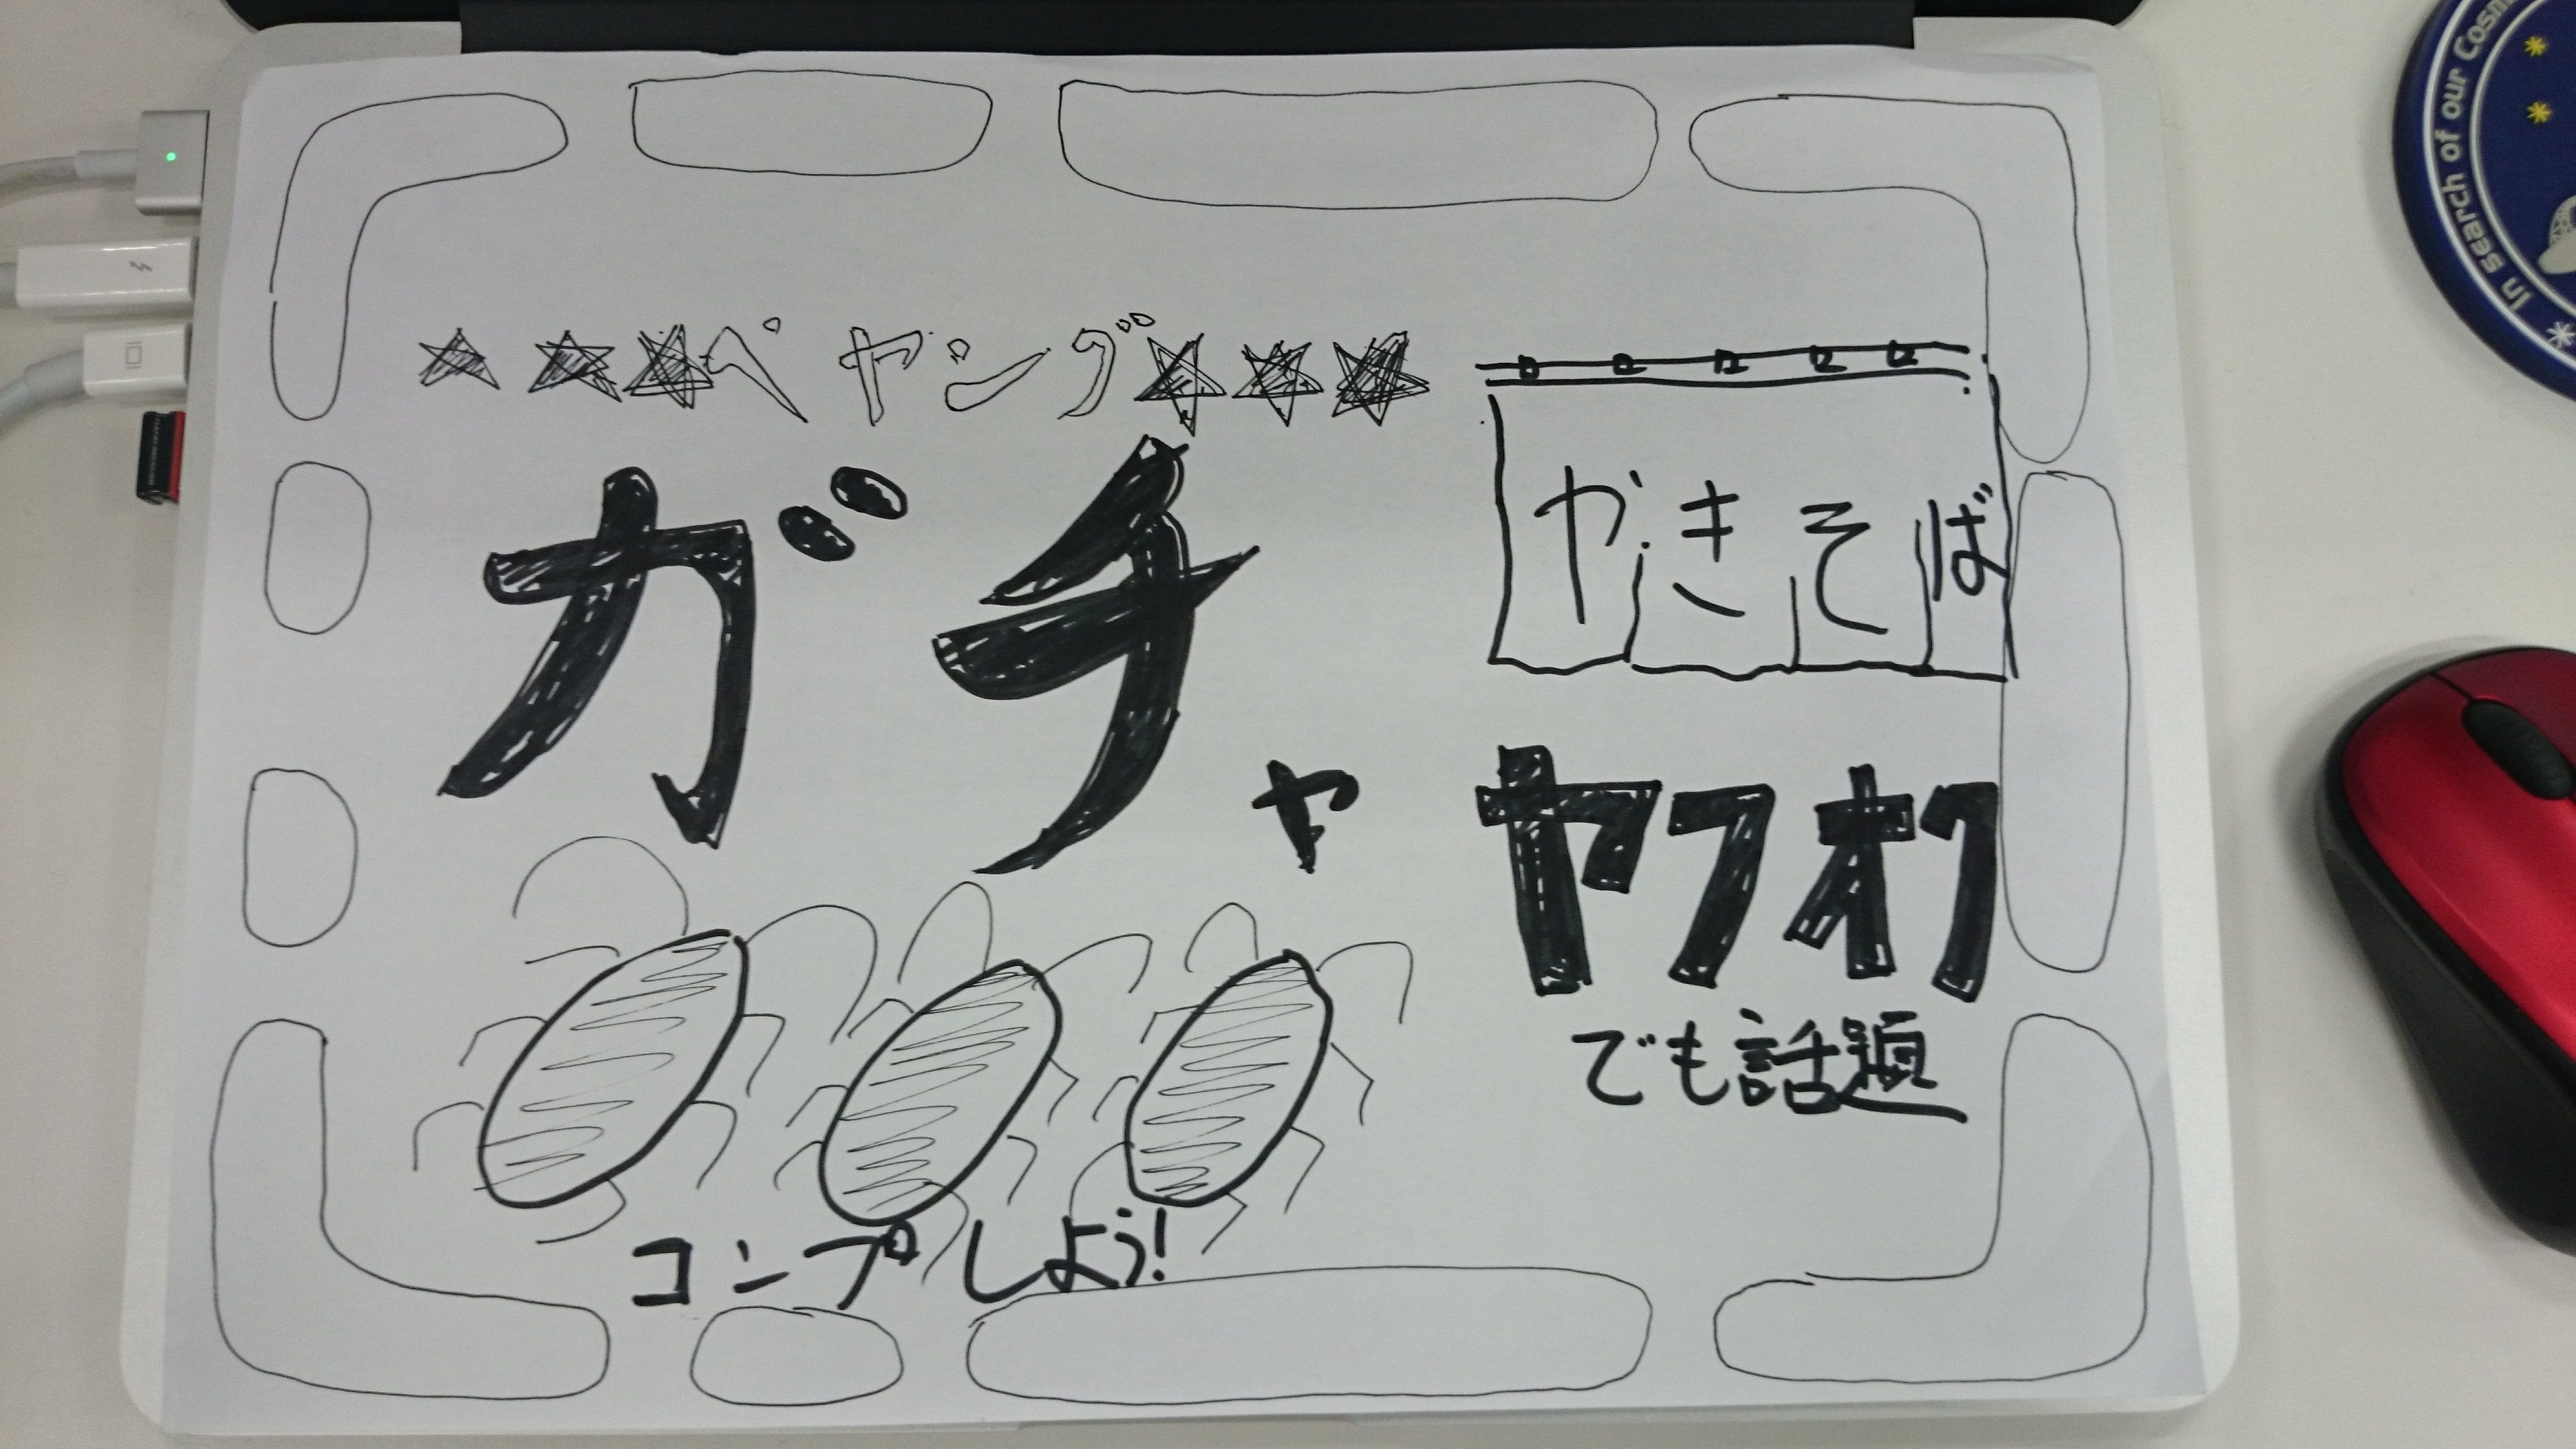 ★★★ペヤング★★★
ガチャ
やきそば
ヤフオク
でも話題
コンプしよう!
In search of our Cosm